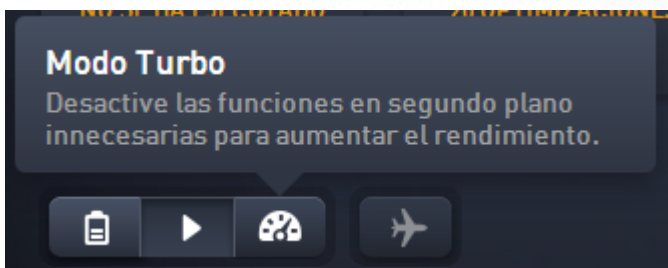 Modo Turbo
Desactive las funciones en segundo plano
innecesarias para aumentar el rendimiento.